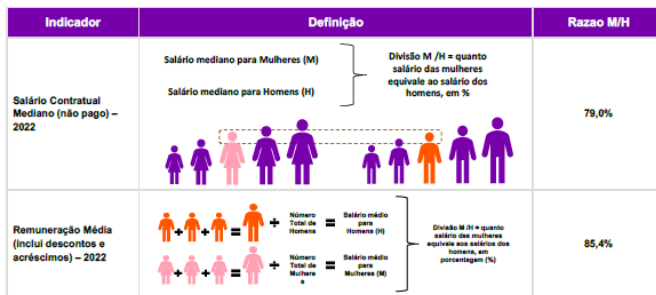 Indicador
Definição
Razao M/H
Salário Contratual
Mediano (não pago) –
2022
Salário mediano para Mulheres (M)
Salário mediano para Homens (H)
Divisão M /H = quanto
salário das mulheres
equivale ao salário dos
homens, em %
79,0%
Remuneração Média
(inclui descontos e
acréscimos) – 2022
+ + = ÷
Número
Total de
Homens
=
Salário médio
para
Homens (H)
+ + = ÷
Número
Total de
Mulhere
s
=
Salário médio
para
Mulheres (M)
Divisão M/H = quanto
salário das mulheres
equivale aos salários dos
homens, em
porcentagem (%)
85,4%